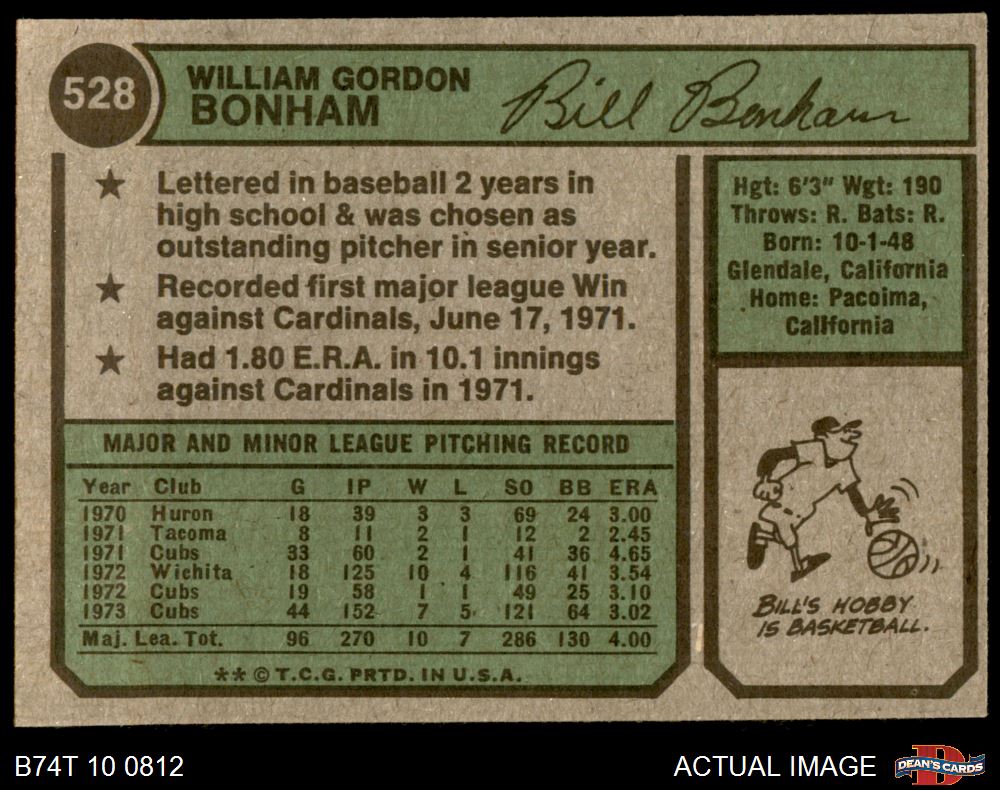 528
WILLIAM GORDON
BONHAM
Bill Bonham
★ Lettered in baseball 2 years in
high school & was chosen as
outstanding pitcher in senior year.
★ Recorded first major league Win
against Cardinals, June 17, 1971.
★ Had 1.80 E.R.A. in 10.1 innings
against Cardinals in 1971.
Hgt: 6'3" Wgt: 190
Throws: R. Bats: R.
Born: 10-1-48
Glendale, California
Home: Pacoima,
California
MAJOR AND MINOR LEAGUE PITCHING RECORD
Year Club G IP W L SO BB ERA
1970 Huron 18 39 3 3 69 24 3.00
1971 Tacoma 8 11 2 1 12 2 2.45
1971 Cubs 33 60 2 1 41 36 4.65
1972 Wichita 18 125 10 4 116 41 3.54
1972 Cubs 19 58 1 1 49 25 3.10
1973 Cubs 44 152 7 5 121 64 3.02
Maj. Lea. Tot. 96 270 10 7 286 130 4.00
** © T.C.G. PRTD. IN U.S.A.
BILL'S HOBBY
IS BASKETBALL.
B74T 10 0812
ACTUAL IMAGE
DEAN'S CARDS